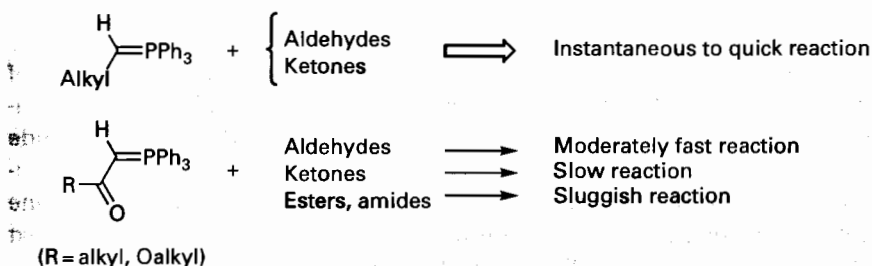 H
=PPh3 + Aldehydes Instantaneous to quick reaction
Alkyl Ketones
H
=PPh3 + Aldehydes Moderately fast reaction
R Ketones Slow reaction
O Esters, amides Sluggish reaction
(R = alkyl, Oalkyl)